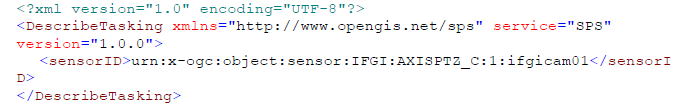 <?xml version="1.0" encoding="UTF-8"?>
<DescribeTasking xmlns="http://www.opengis.net/sps" service="SPS"
version="1.0.0">
<sensorID>urn:x-ogc:object:sensor:IFGI:AXISPTZ_C:1:ifgicam01</sensorI
D>
</DescribeTasking>